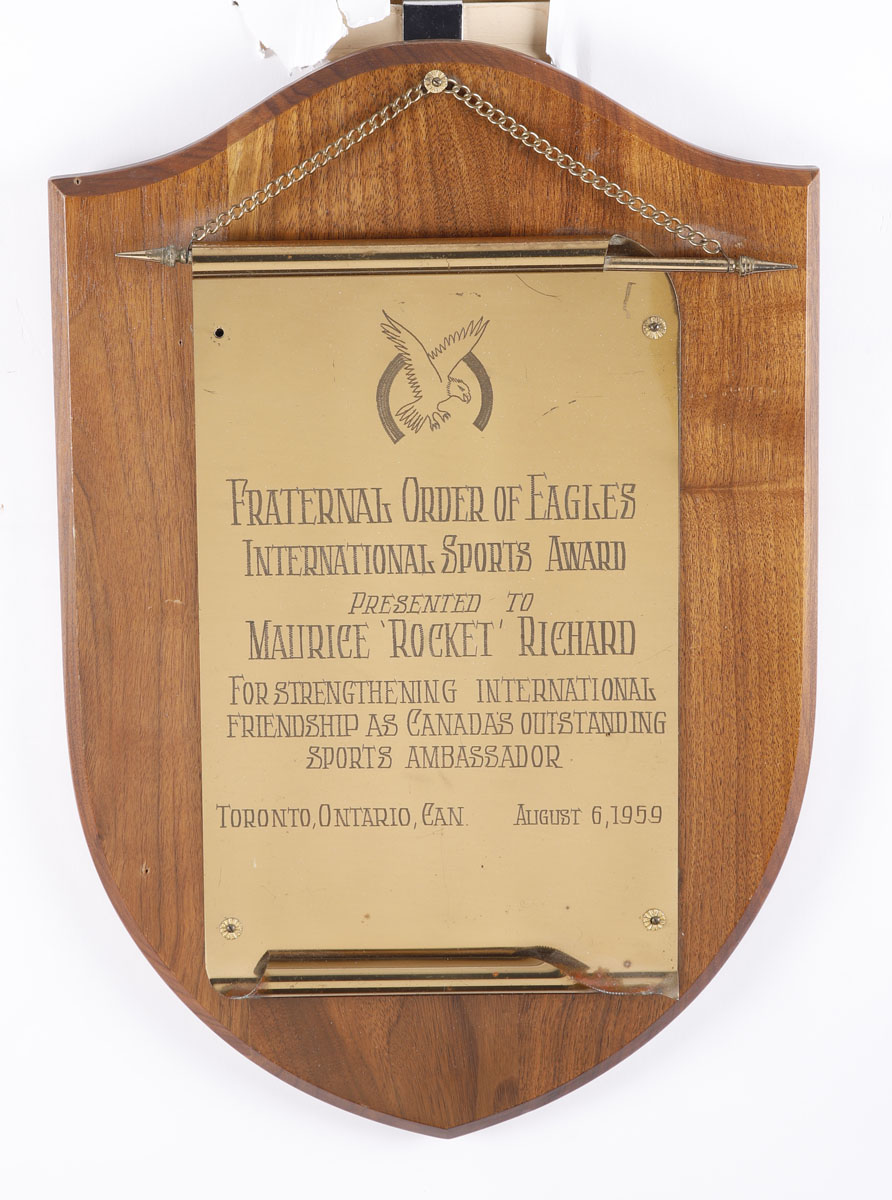 FRATERNAL ORDER OF EAGLES
INTERNATIONAL SPORTS AWARD
PRESENTED TO
MAURICE 'ROCKET' RICHARD
FOR STRENGTHENING INTERNATIONAL
FRIENDSHIP AS CANADA'S OUTSTANDING
SPORTS AMBASSADOR
TORONTO, ONTARIO, CAN. AUGUST 6, 1959